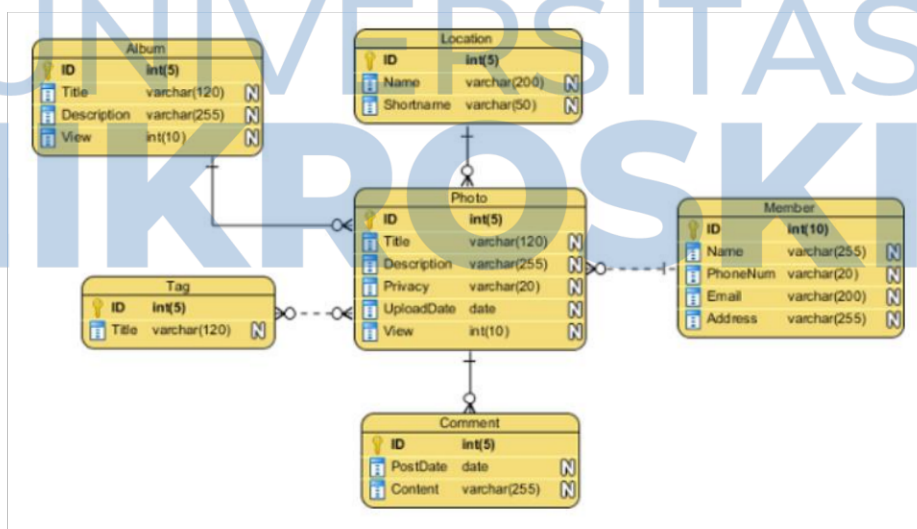 UNIVERSITAS
MIKROSKI
Album
ID int(5)
Title varchar(120) N
Description varchar(255) N
View int(10) N
Location
ID int(5)
Name varchar(200) N
Shortname varchar(50) N
Photo
ID int(5)
Title varchar(120) N
Description varchar(255) N
Privacy varchar(20) N
UploadDate date N
View int(10) N
Member
ID int(10)
Name varchar(255) N
PhoneNum varchar(20) N
Email varchar(200) N
Address varchar(255) N
Tag
ID int(5)
Title varchar(120) N
Comment
ID int(5)
PostDate date N
Content varchar(255) N